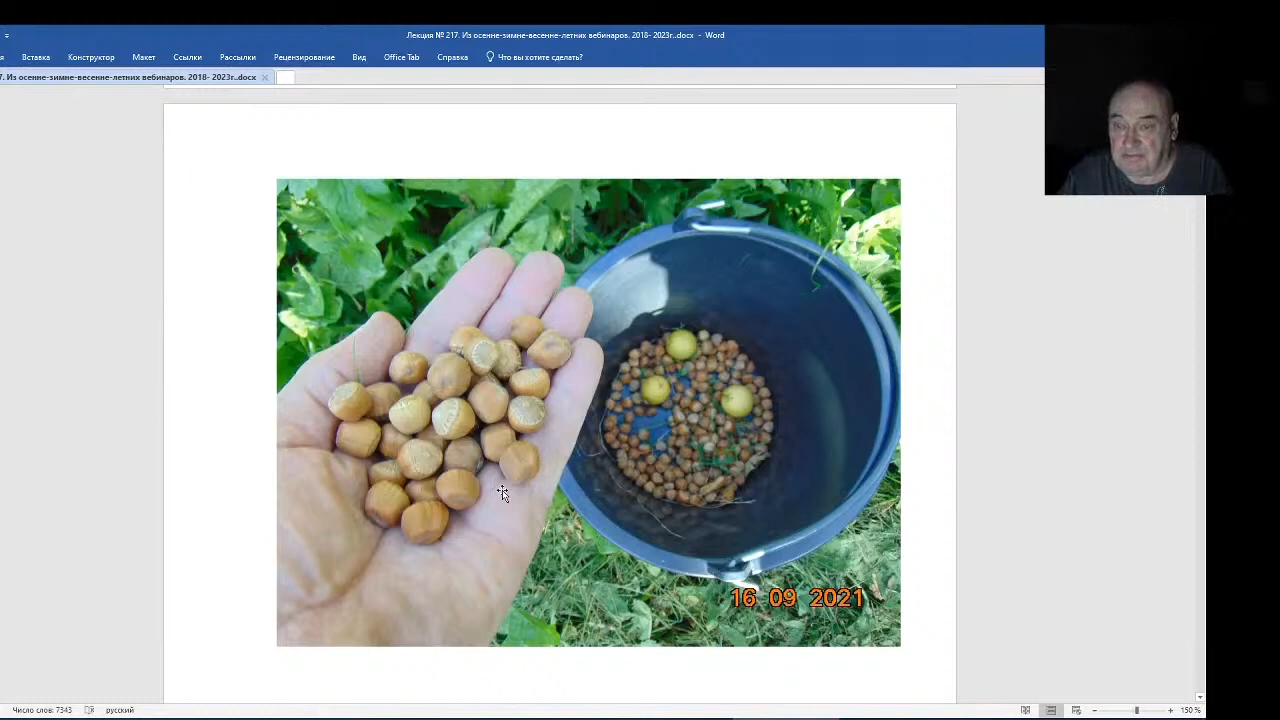 Лекция № 217. Из осенне-зимне-весенне-летних вебинаров. 2018- 2023г..docx - Word
я Вставка Конструктор Макет Ссылки Рассылки Рецензирование Вид Office Tab Справка Что вы хотите сделать?
7. Из осенне-зимне-весенне-летних вебинаров. 2018- 2023г..docx
16 09 2021
Число слов: 7343 русский 150 %